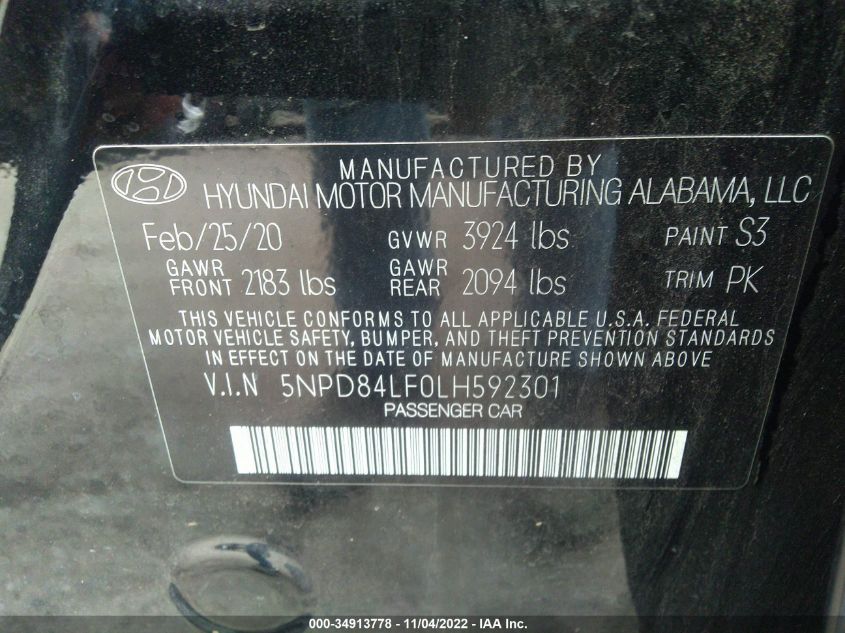 MANUFACTURED BY
HYUNDAI MOTOR MANUFACTURING ALABAMA, LLC
Feb/25/20 GVWR 3924 lbs PAINT S3
GAWR FRONT 2183 lbs GAWR REAR 2094 lbs TRIM PK
THIS VEHICLE CONFORMS TO ALL APPLICABLE U.S.A. FEDERAL
MOTOR VEHICLE SAFETY, BUMPER, AND THEFT PREVENTION STANDARDS
IN EFFECT ON THE DATE OF MANUFACTURE SHOWN ABOVE
V.I.N 5NPD84LF0LH592301
PASSENGER CAR
000-34913778 - 11/04/2022 - IAA Inc.